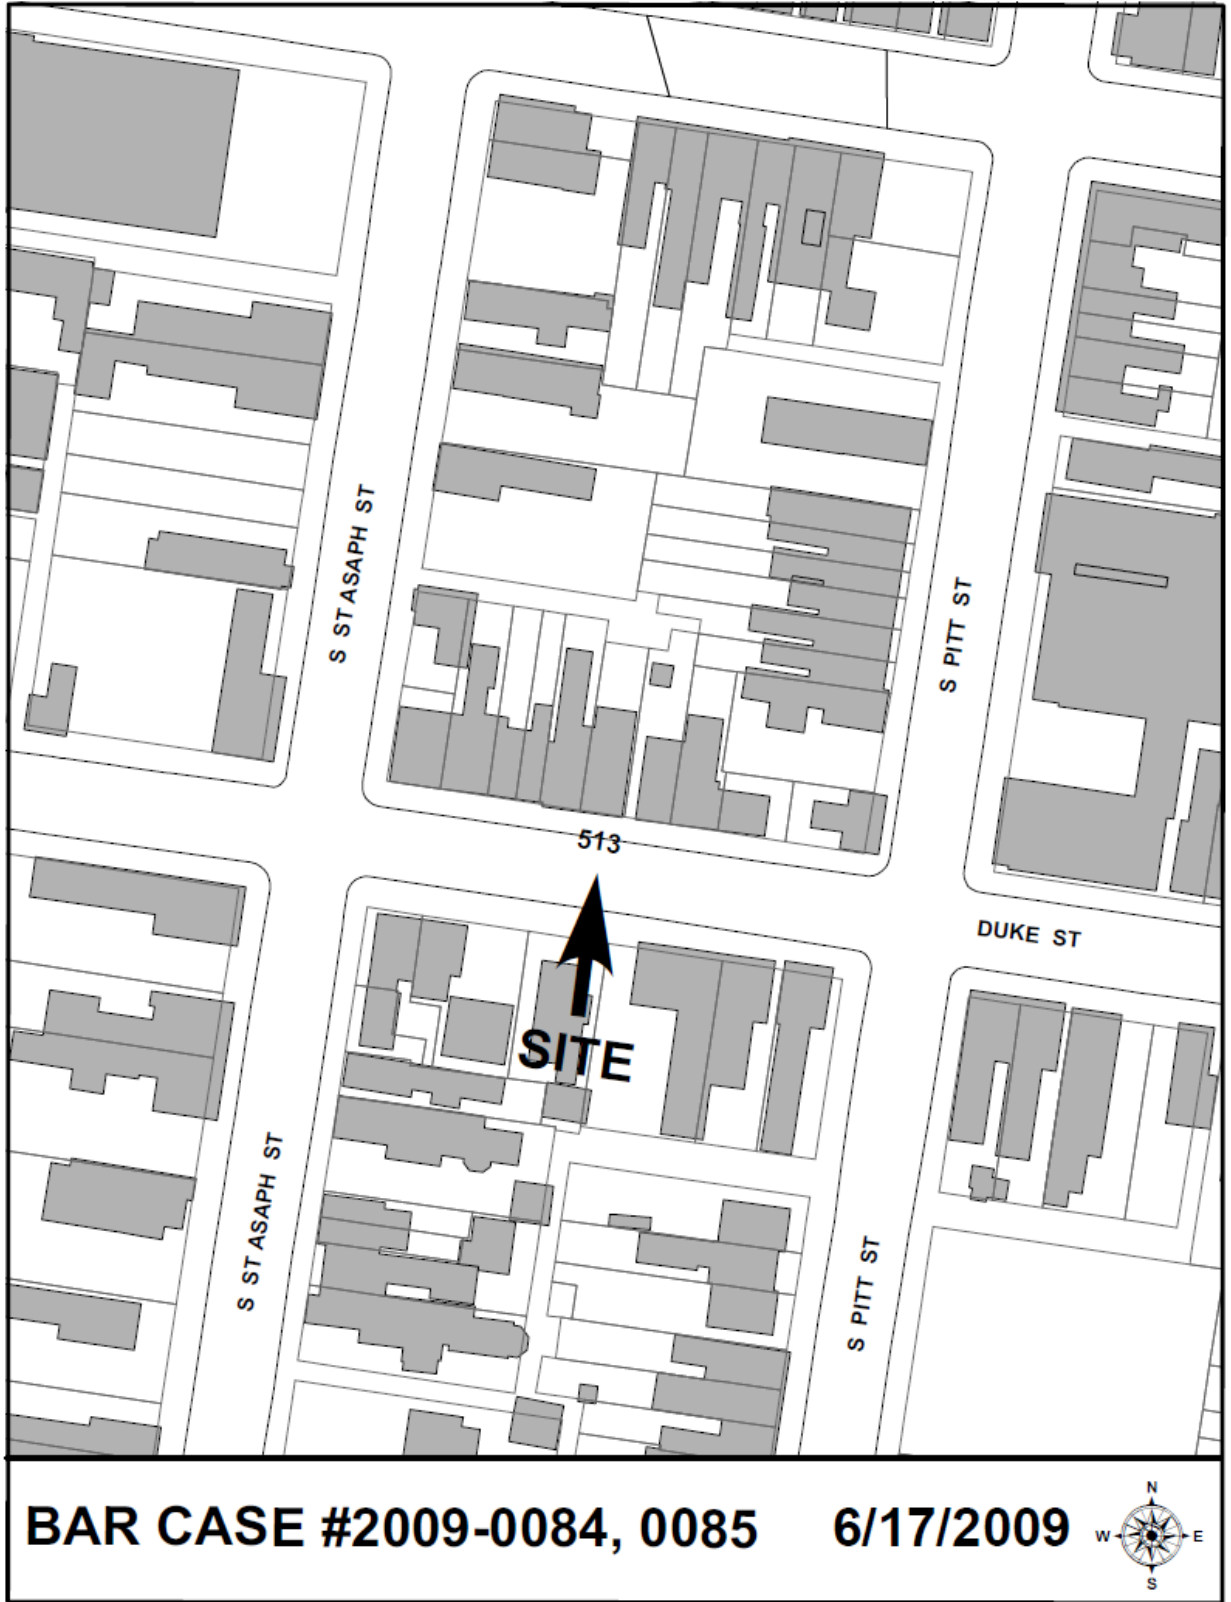 S ST ASAPH ST
S PITT ST
513
DUKE ST
SITE
S ST ASAPH ST
S PITT ST
BAR CASE #2009-0084, 0085 6/17/2009
N
W E
S